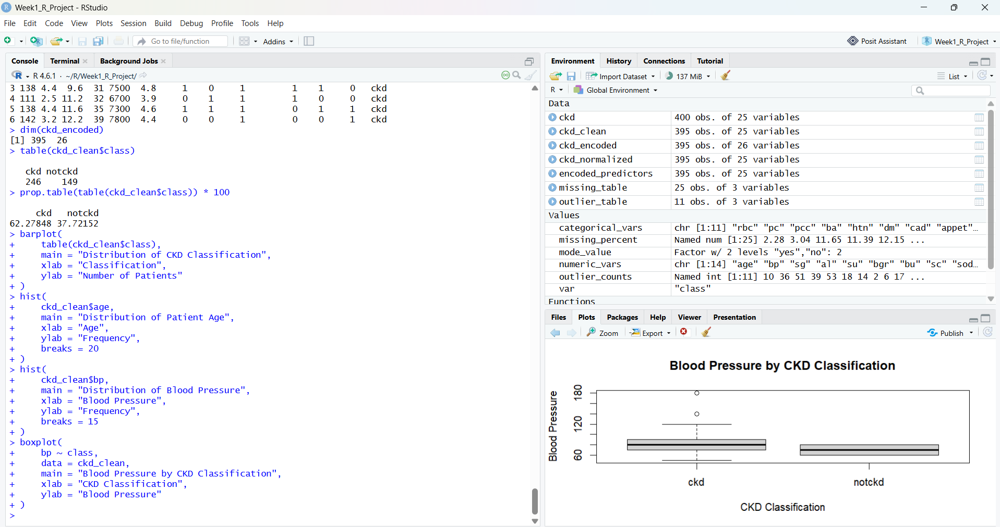 Week1_R_Project - RStudio
File Edit Code View Plots Session Build Debug Profile Tools Help
Go to file/function Addins Posit Assistant Week1_R_Project
Console Terminal Background Jobs
R 4.6.1 · ~/R/Week1_R_Project/
3 138 4.4  9.6  31 7500  4.8     1    0     1         1    1     0   ckd
4 111 2.5 11.2  32 6700  3.9     0    1     1         1    0     0   ckd
5 138 4.4 11.6  35 7300  4.6     1    1     1         0    1     1   ckd
6 142 3.2 12.2  39 7800  4.4     0    0     1         0    0     1   ckd
> dim(ckd_encoded)
[1] 395  26
> table(ckd_clean$class)
   ckd notckd
   246    149
> prop.table(table(ckd_clean$class)) * 100
     ckd   notckd
62.27848 37.72152
> barplot(
+     table(ckd_clean$class),
+     main = "Distribution of CKD Classification",
+     xlab = "Classification",
+     ylab = "Number of Patients"
+ )
> hist(
+     ckd_clean$age,
+     main = "Distribution of Patient Age",
+     xlab = "Age",
+     ylab = "Frequency",
+     breaks = 20
+ )
> hist(
+     ckd_clean$bp,
+     main = "Distribution of Blood Pressure",
+     xlab = "Blood Pressure",
+     ylab = "Frequency",
+     breaks = 15
+ )
> boxplot(
+     bp ~ class,
+     data = ckd_clean,
+     main = "Blood Pressure by CKD Classification",
+     xlab = "CKD Classification",
+     ylab = "Blood Pressure"
+ )
>
Environment History Connections Tutorial
Import Dataset 137 MiB List
R Global Environment
Data
ckd 400 obs. of 25 variables
ckd_clean 395 obs. of 25 variables
ckd_encoded 395 obs. of 26 variables
ckd_normalized 395 obs. of 25 variables
encoded_predictors 395 obs. of 25 variables
missing_table 25 obs. of 3 variables
outlier_table 11 obs. of 3 variables
Values
categorical_vars chr [1:11] "rbc" "pc" "pcc" "ba" "htn" "dm" "cad" "appet"…
missing_percent Named num [1:25] 2.28 3.04 11.65 11.39 12.15 ...
mode_value Factor w/ 2 levels "yes","no": 2
numeric_vars chr [1:14] "age" "bp" "sg" "al" "su" "bgr" "bu" "sc" "sod…
outlier_counts Named int [1:11] 10 36 51 39 53 18 14 2 6 17 ...
var "class"
Functions
Files Plots Packages Help Viewer Presentation
Zoom Export Publish
Blood Pressure by CKD Classification
Blood Pressure
180
120
60
ckd notckd
CKD Classification